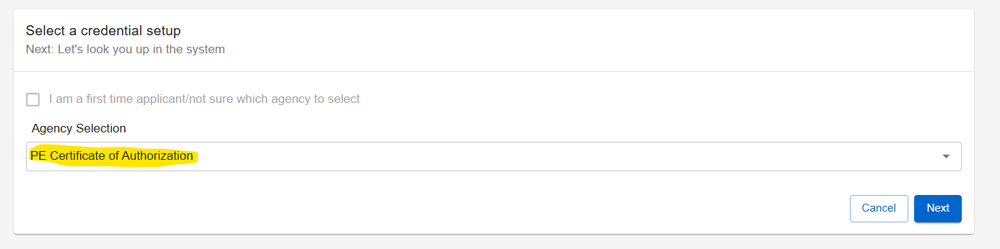 Select a credential setup
Next: Let's look you up in the system
I am a first time applicant/not sure which agency to select
Agency Selection
PE Certificate of Authorization
Cancel
Next